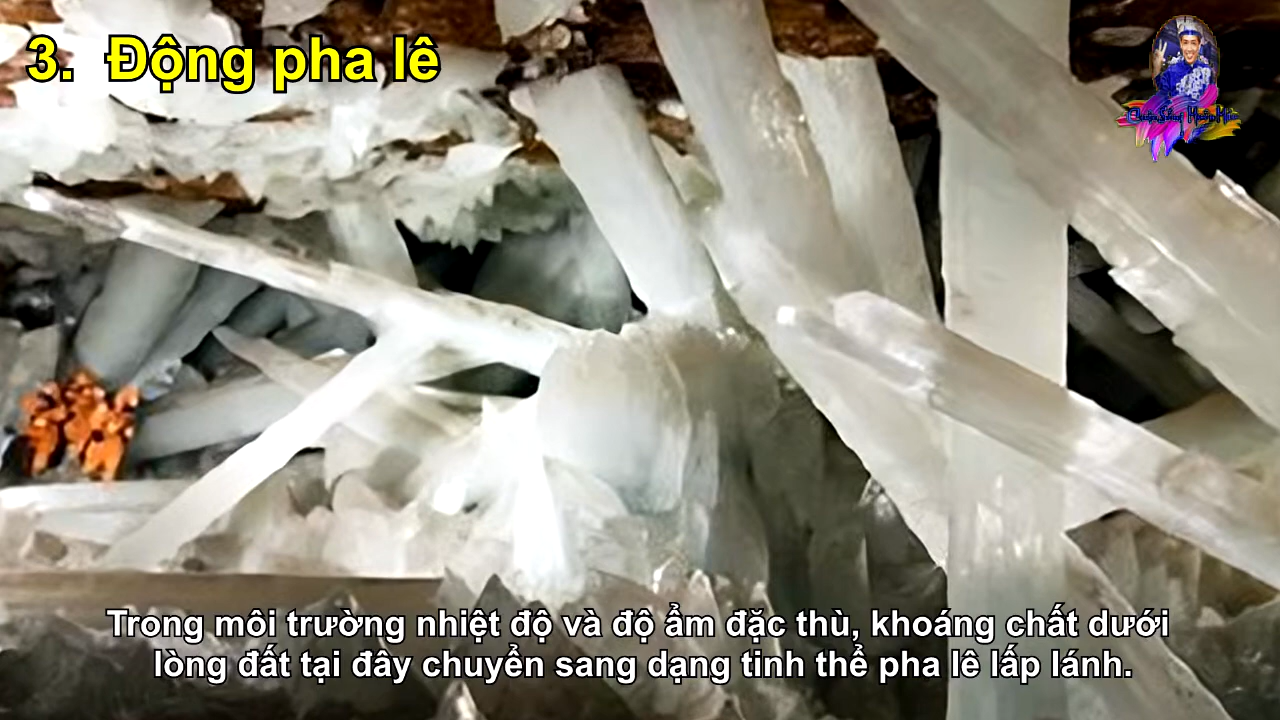 3. Động pha lê
Trong môi trường nhiệt độ và độ ẩm đặc thù, khoáng chất dưới
lòng đất tại đây chuyển sang dạng tinh thể pha lê lấp lánh.